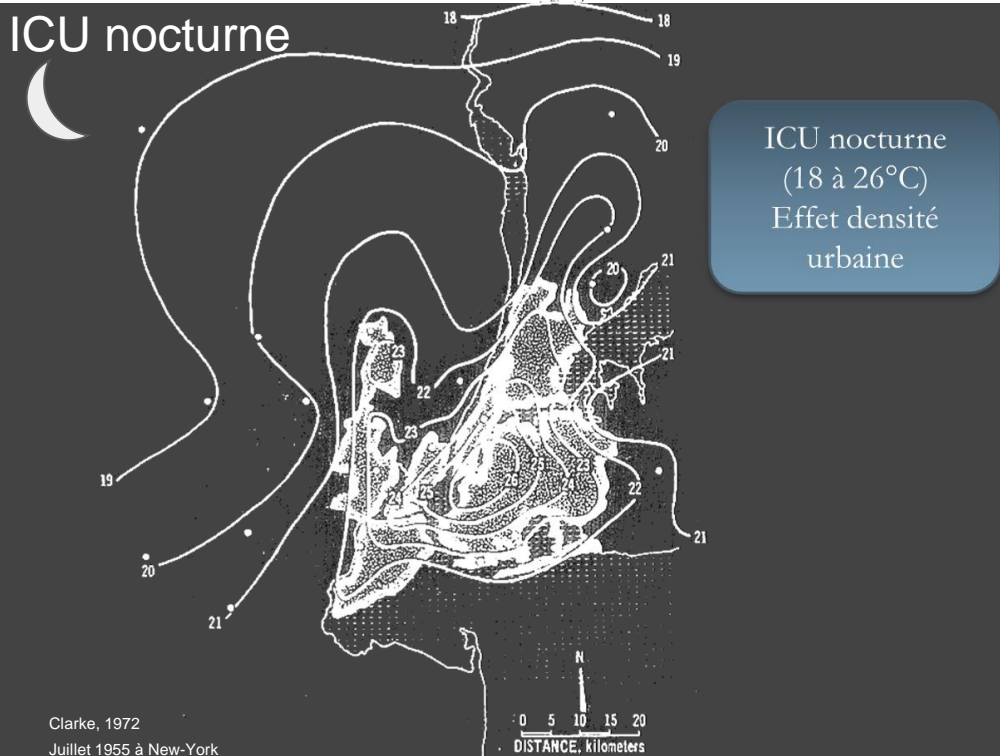 ICU nocturne
18
18
19
20
ICU nocturne
(18 à 26°C)
Effet densité
urbaine
21
20
21
23
22
23
25
23
26
24
22
24
25
19
21
20
21
N
0 5 10 15 20
DISTANCE, kilometers
Clarke, 1972
Juillet 1955 à New-York